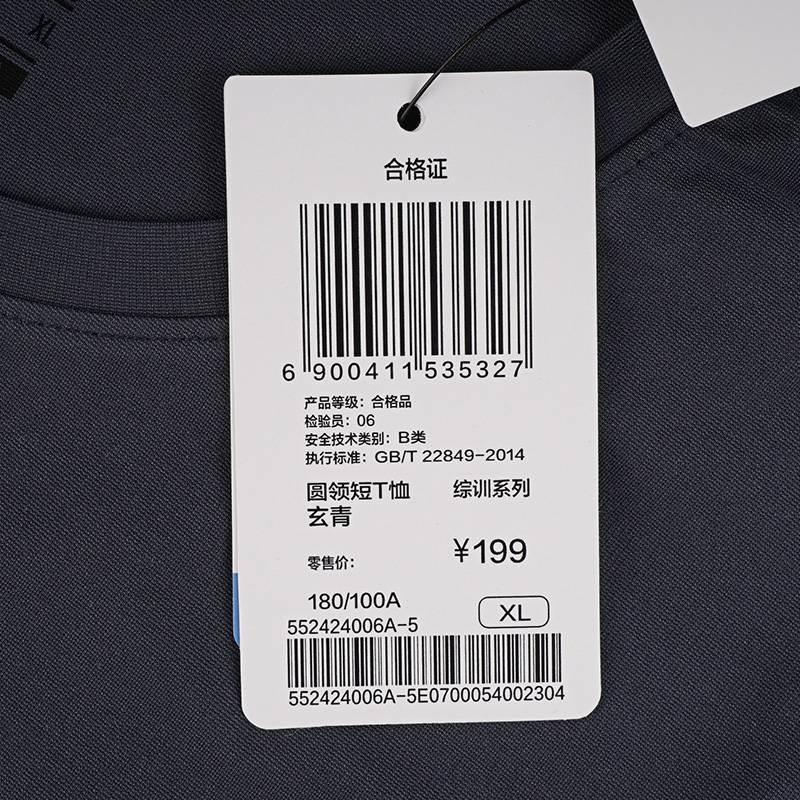 XL
合格证
6 900411 535327
产品等级：合格品
检验员：06
安全技术类别：B类
执行标准：GB/T 22849-2014
圆领短T恤 综训系列
玄青
零售价： ¥199
180/100A XL
552424006A-5
552424006A-5E0700054002304